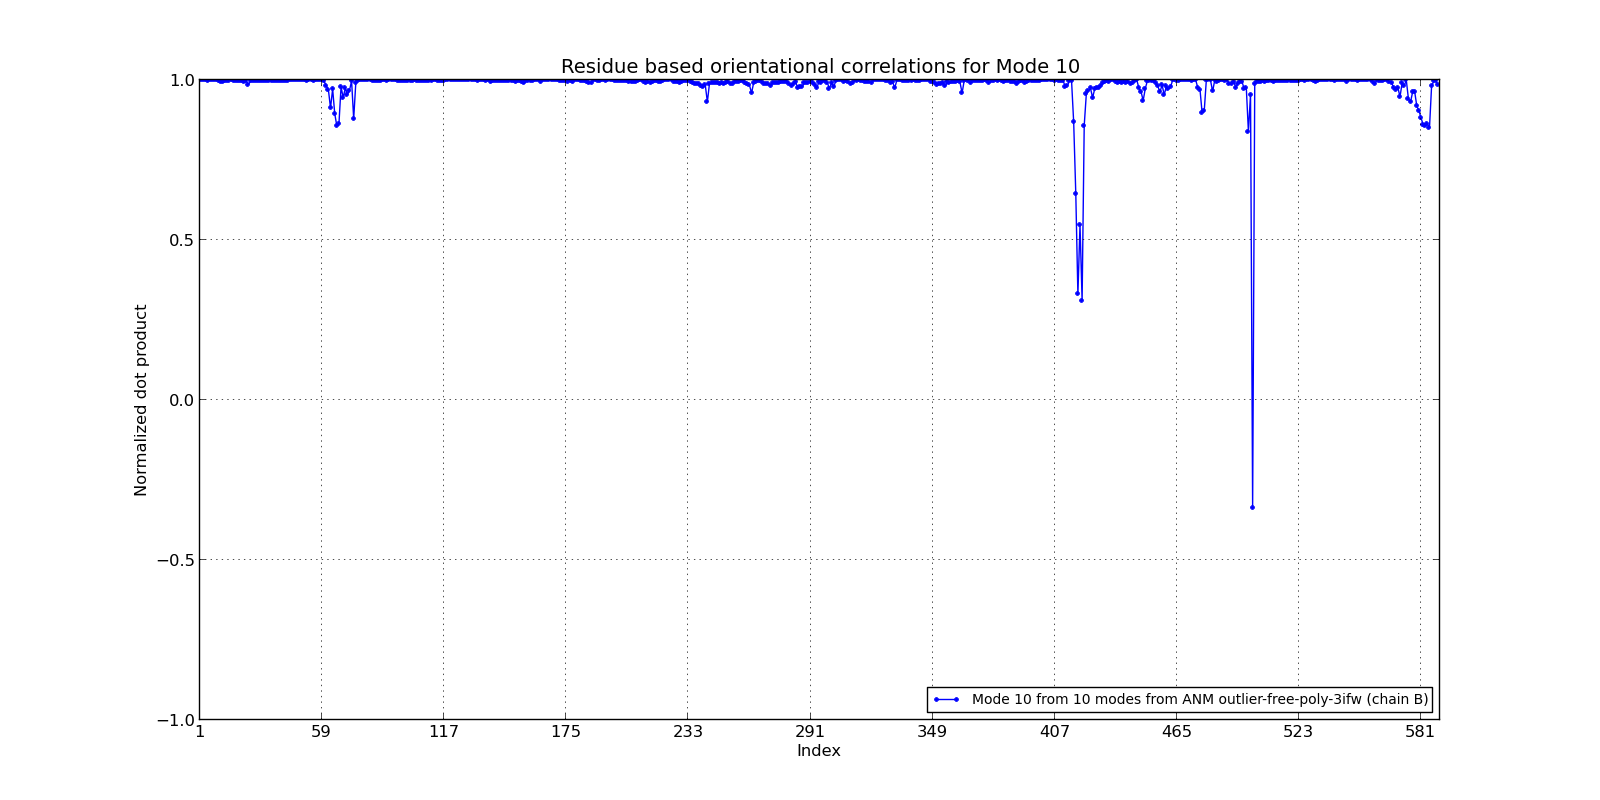 Residue based orientational correlations for Mode 10
1.0
0.5
0.0
−0.5
−1.0
Normalized dot product
Mode 10 from 10 modes from ANM outlier-free-poly-3ifw (chain B)
1 59 117 175 233 291 349 407 465 523 581
Index